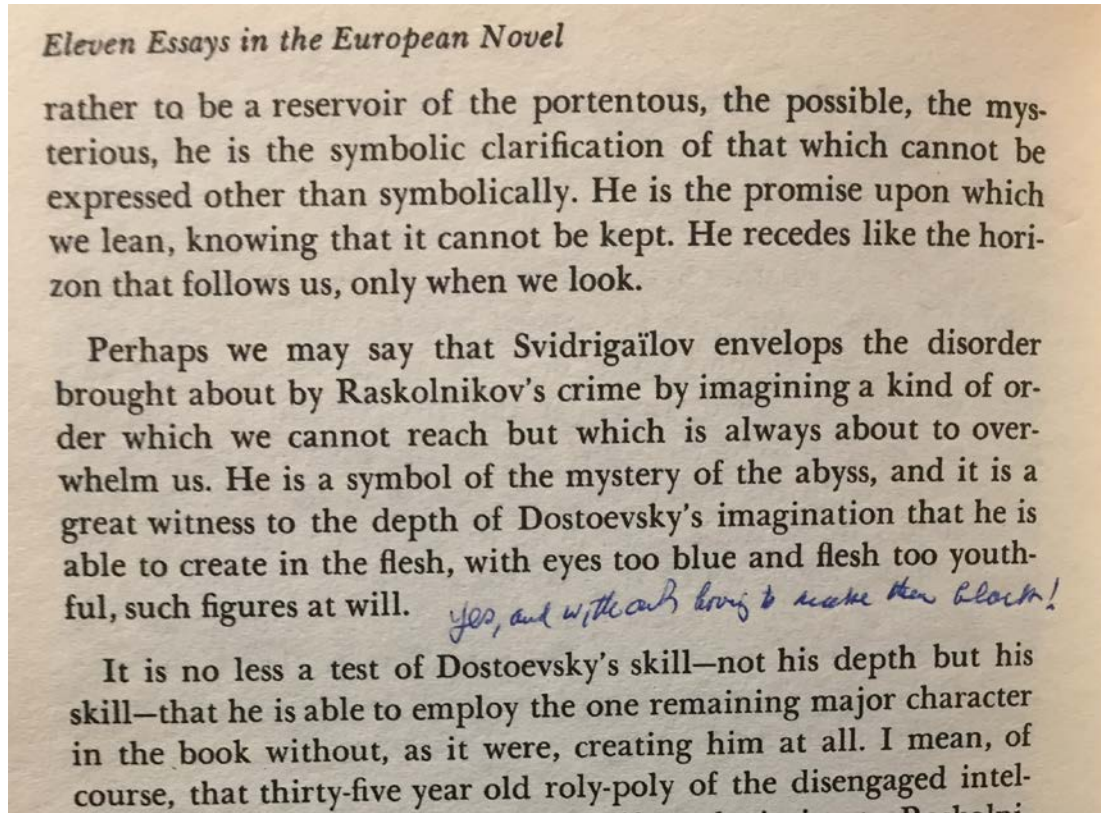 Eleven Essays in the European Novel
rather to be a reservoir of the portentous, the possible, the mys-
terious, he is the symbolic clarification of that which cannot be
expressed other than symbolically. He is the promise upon which
we lean, knowing that it cannot be kept. He recedes like the hori-
zon that follows us, only when we look.
Perhaps we may say that Svidrigaïlov envelops the disorder
brought about by Raskolnikov's crime by imagining a kind of or-
der which we cannot reach but which is always about to over-
whelm us. He is a symbol of the mystery of the abyss, and it is a
great witness to the depth of Dostoevsky's imagination that he is
able to create in the flesh, with eyes too blue and flesh too youth-
ful, such figures at will.
yes, and without having to make them black!
It is no less a test of Dostoevsky's skill—not his depth but his
skill—that he is able to employ the one remaining major character
in the book without, as it were, creating him at all. I mean, of
course, that thirty-five year old roly-poly of the disengaged intel-